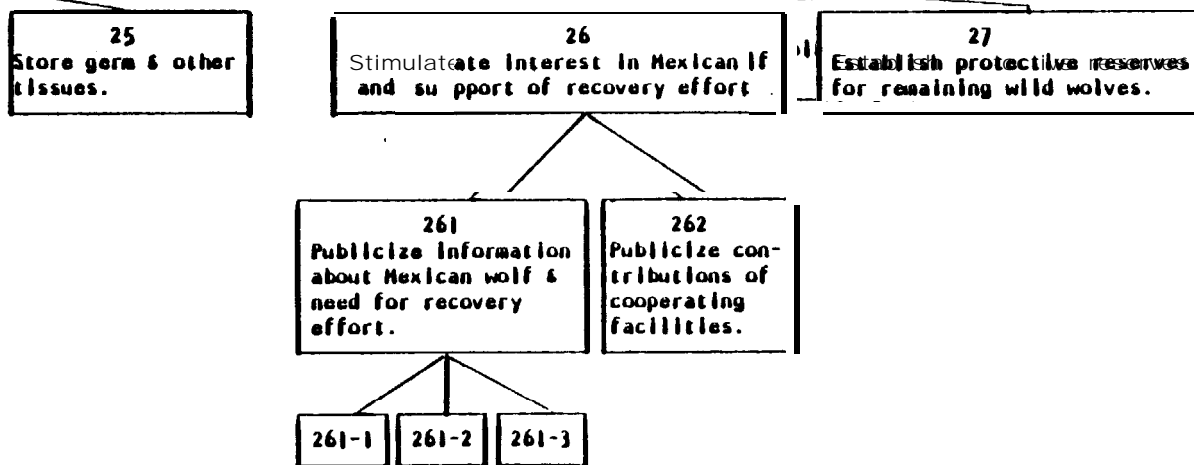 25
Store germ & other
tissues.
26
Stimulate interest in Mexican
and support of recovery effort.
27
Establish protective reserves
for remaining wild wolves.
261
Publicize information
about Mexican wolf &
need for recovery
effort.
262
Publicize con-
tributions of
cooperating
facilities.
261-1 261-2 261-3